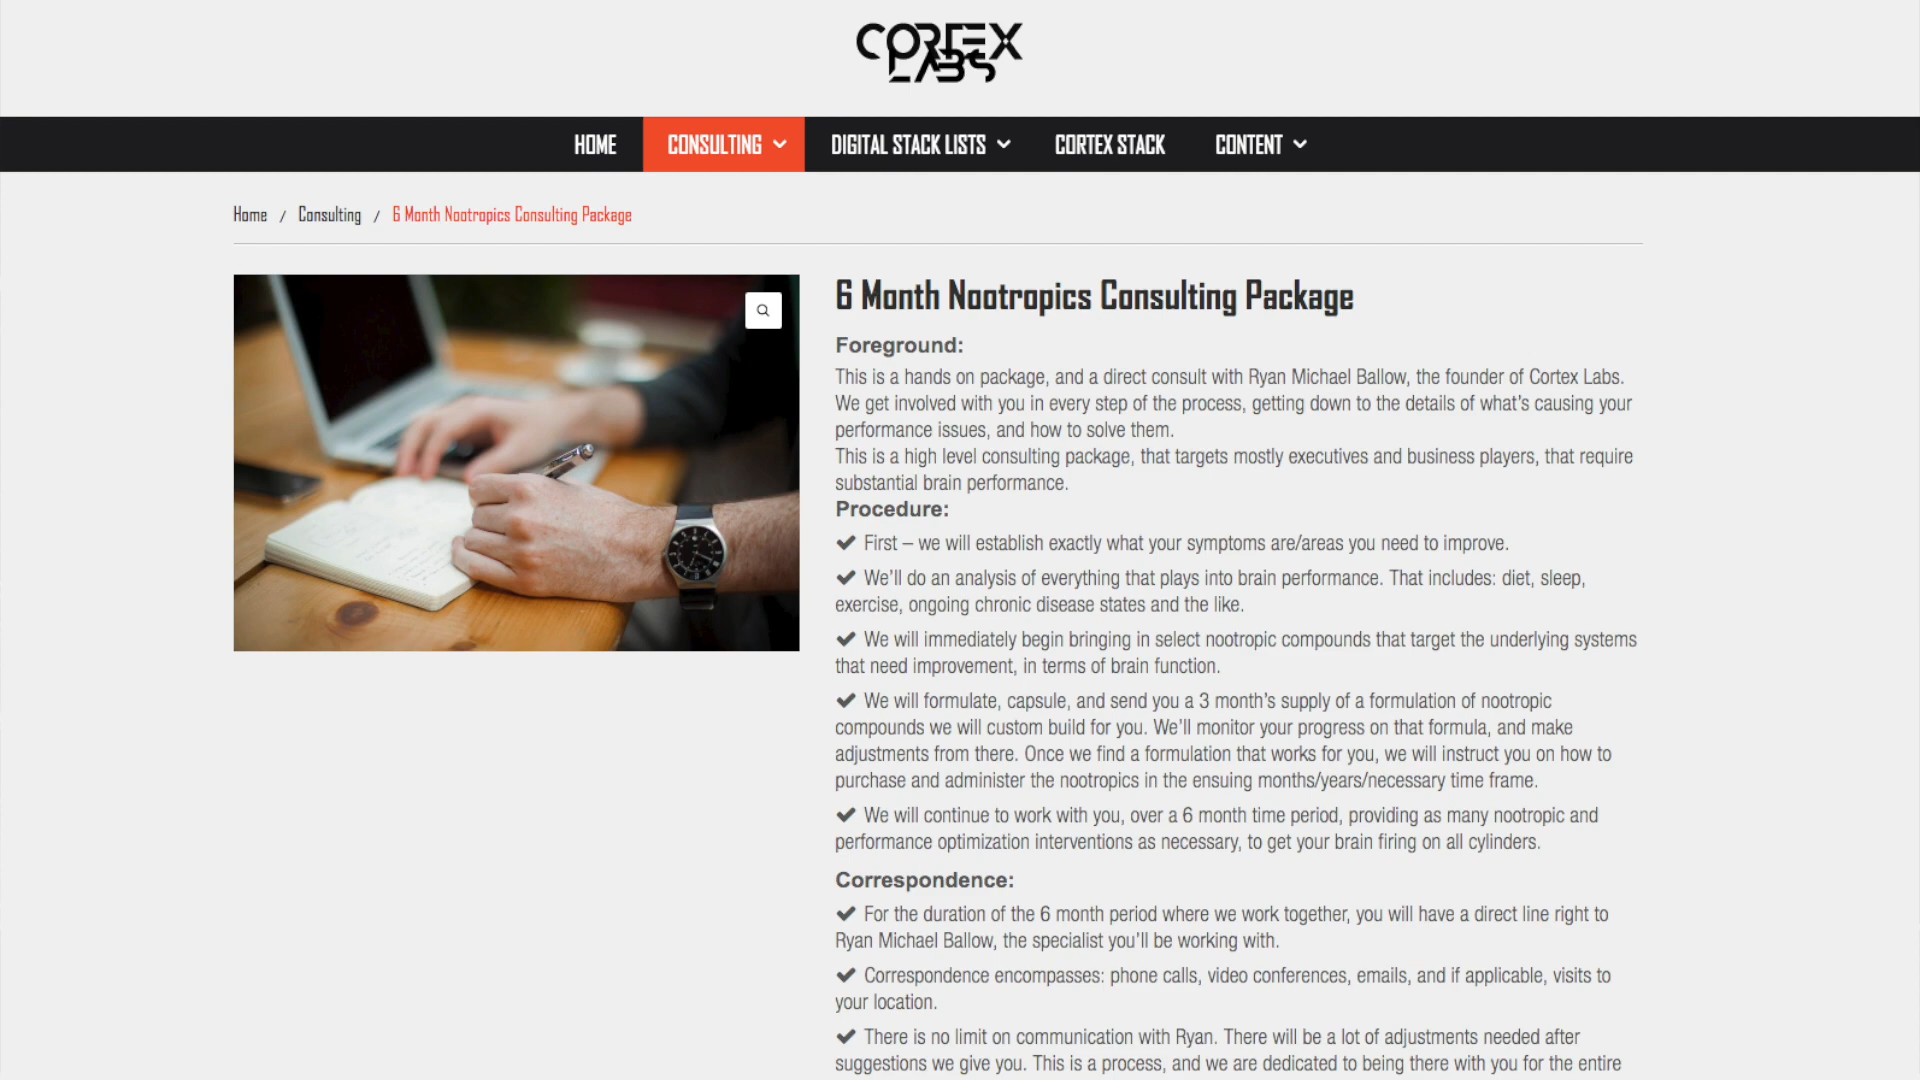 CORTEX
LABS
HOME CONSULTING DIGITAL STACK LISTS CORTEX STACK CONTENT
Home / Consulting / 6 Month Nootropics Consulting Package
6 Month Nootropics Consulting Package
Foreground:
This is a hands on package, and a direct consult with Ryan Michael Ballow, the founder of Cortex Labs.
We get involved with you in every step of the process, getting down to the details of what's causing your
performance issues, and how to solve them.
This is a high level consulting package, that targets mostly executives and business players, that require
substantial brain performance.
Procedure:
✔ First – we will establish exactly what your symptoms are/areas you need to improve.
✔ We'll do an analysis of everything that plays into brain performance. That includes: diet, sleep,
exercise, ongoing chronic disease states and the like.
✔ We will immediately begin bringing in select nootropic compounds that target the underlying systems
that need improvement, in terms of brain function.
✔ We will formulate, capsule, and send you a 3 month's supply of a formulation of nootropic
compounds we will custom build for you. We'll monitor your progress on that formula, and make
adjustments from there. Once we find a formulation that works for you, we will instruct you on how to
purchase and administer the nootropics in the ensuing months/years/necessary time frame.
✔ We will continue to work with you, over a 6 month time period, providing as many nootropic and
performance optimization interventions as necessary, to get your brain firing on all cylinders.
Correspondence:
✔ For the duration of the 6 month period where we work together, you will have a direct line right to
Ryan Michael Ballow, the specialist you'll be working with.
✔ Correspondence encompasses: phone calls, video conferences, emails, and if applicable, visits to
your location.
✔ There is no limit on communication with Ryan. There will be a lot of adjustments needed after
suggestions we give you. This is a process, and we are dedicated to being there with you for the entire